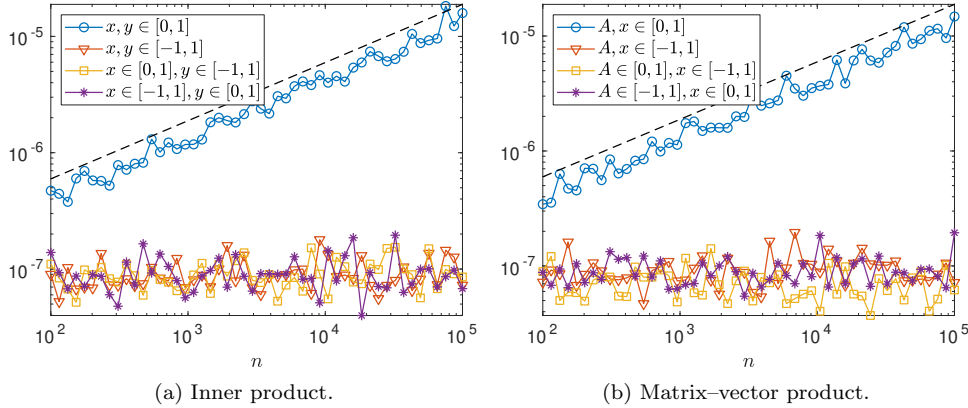 10^{-5}
10^{-6}
10^{-7}
x, y ∈ [0, 1]
x, y ∈ [−1, 1]
x ∈ [0, 1], y ∈ [−1, 1]
x ∈ [−1, 1], y ∈ [0, 1]
10^2 10^3 10^4 10^5
n
(a) Inner product.
10^{-5}
10^{-6}
10^{-7}
A, x ∈ [0, 1]
A, x ∈ [−1, 1]
A ∈ [0, 1], x ∈ [−1, 1]
A ∈ [−1, 1], x ∈ [0, 1]
10^2 10^3 10^4 10^5
n
(b) Matrix–vector product.